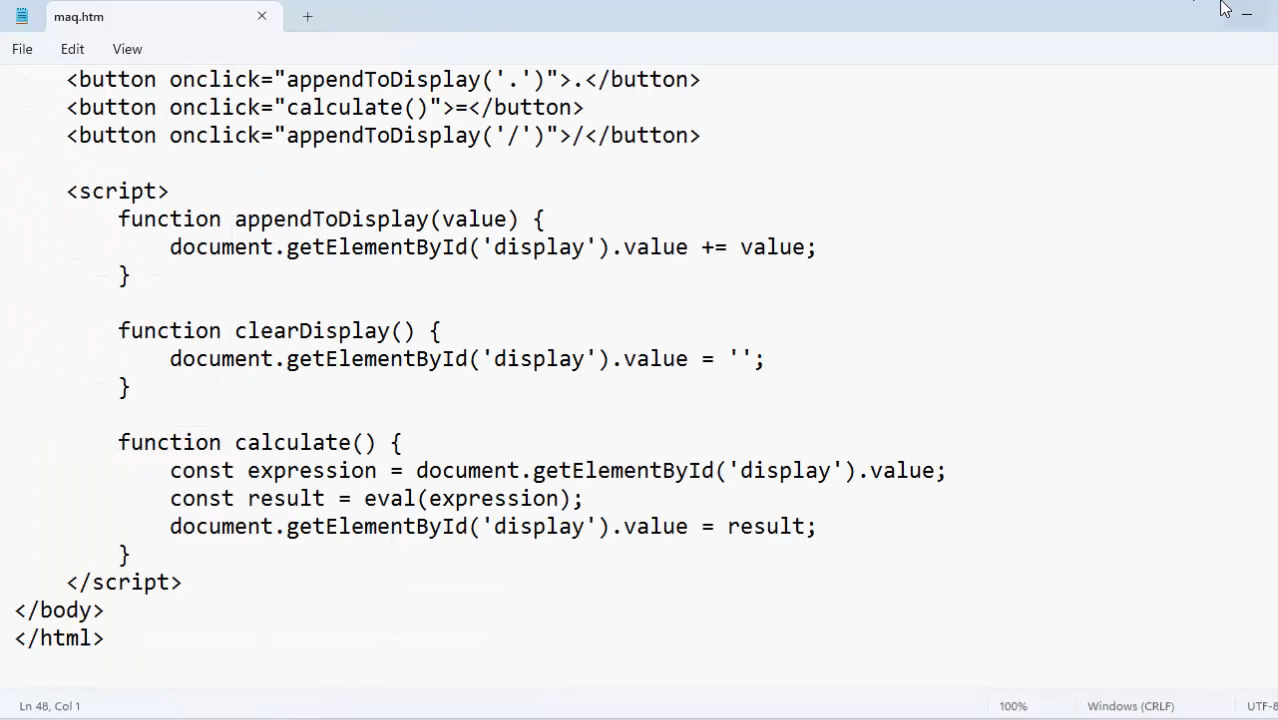 maq.htm
File Edit View
<button onclick="appendToDisplay('.')">.</button>
<button onclick="calculate()">=</button>
<button onclick="appendToDisplay('/')">/</button>
<script>
function appendToDisplay(value) {
document.getElementById('display').value += value;
}
function clearDisplay() {
document.getElementById('display').value = '';
}
function calculate() {
const expression = document.getElementById('display').value;
const result = eval(expression);
document.getElementById('display').value = result;
}
</script>
</body>
</html>
Ln 48, Col 1 100% Windows (CRLF) UTF-8